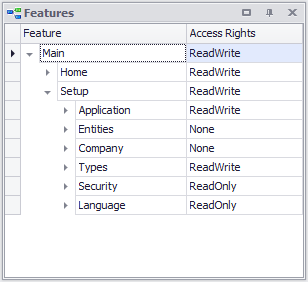 Features
Feature Access Rights
Main ReadWrite
Home ReadWrite
Setup ReadWrite
Application ReadWrite
Entities None
Company None
Types ReadWrite
Security ReadOnly
Language ReadOnly